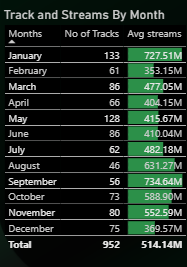 Track and Streams By Month
Months No of Tracks Avg streams
January 133 727.51M
February 61 353.15M
March 86 477.05M
April 66 404.15M
May 128 415.67M
June 86 410.04M
July 62 482.18M
August 46 631.27M
September 56 734.64M
October 73 588.90M
November 80 552.59M
December 75 369.57M
Total 952 514.14M